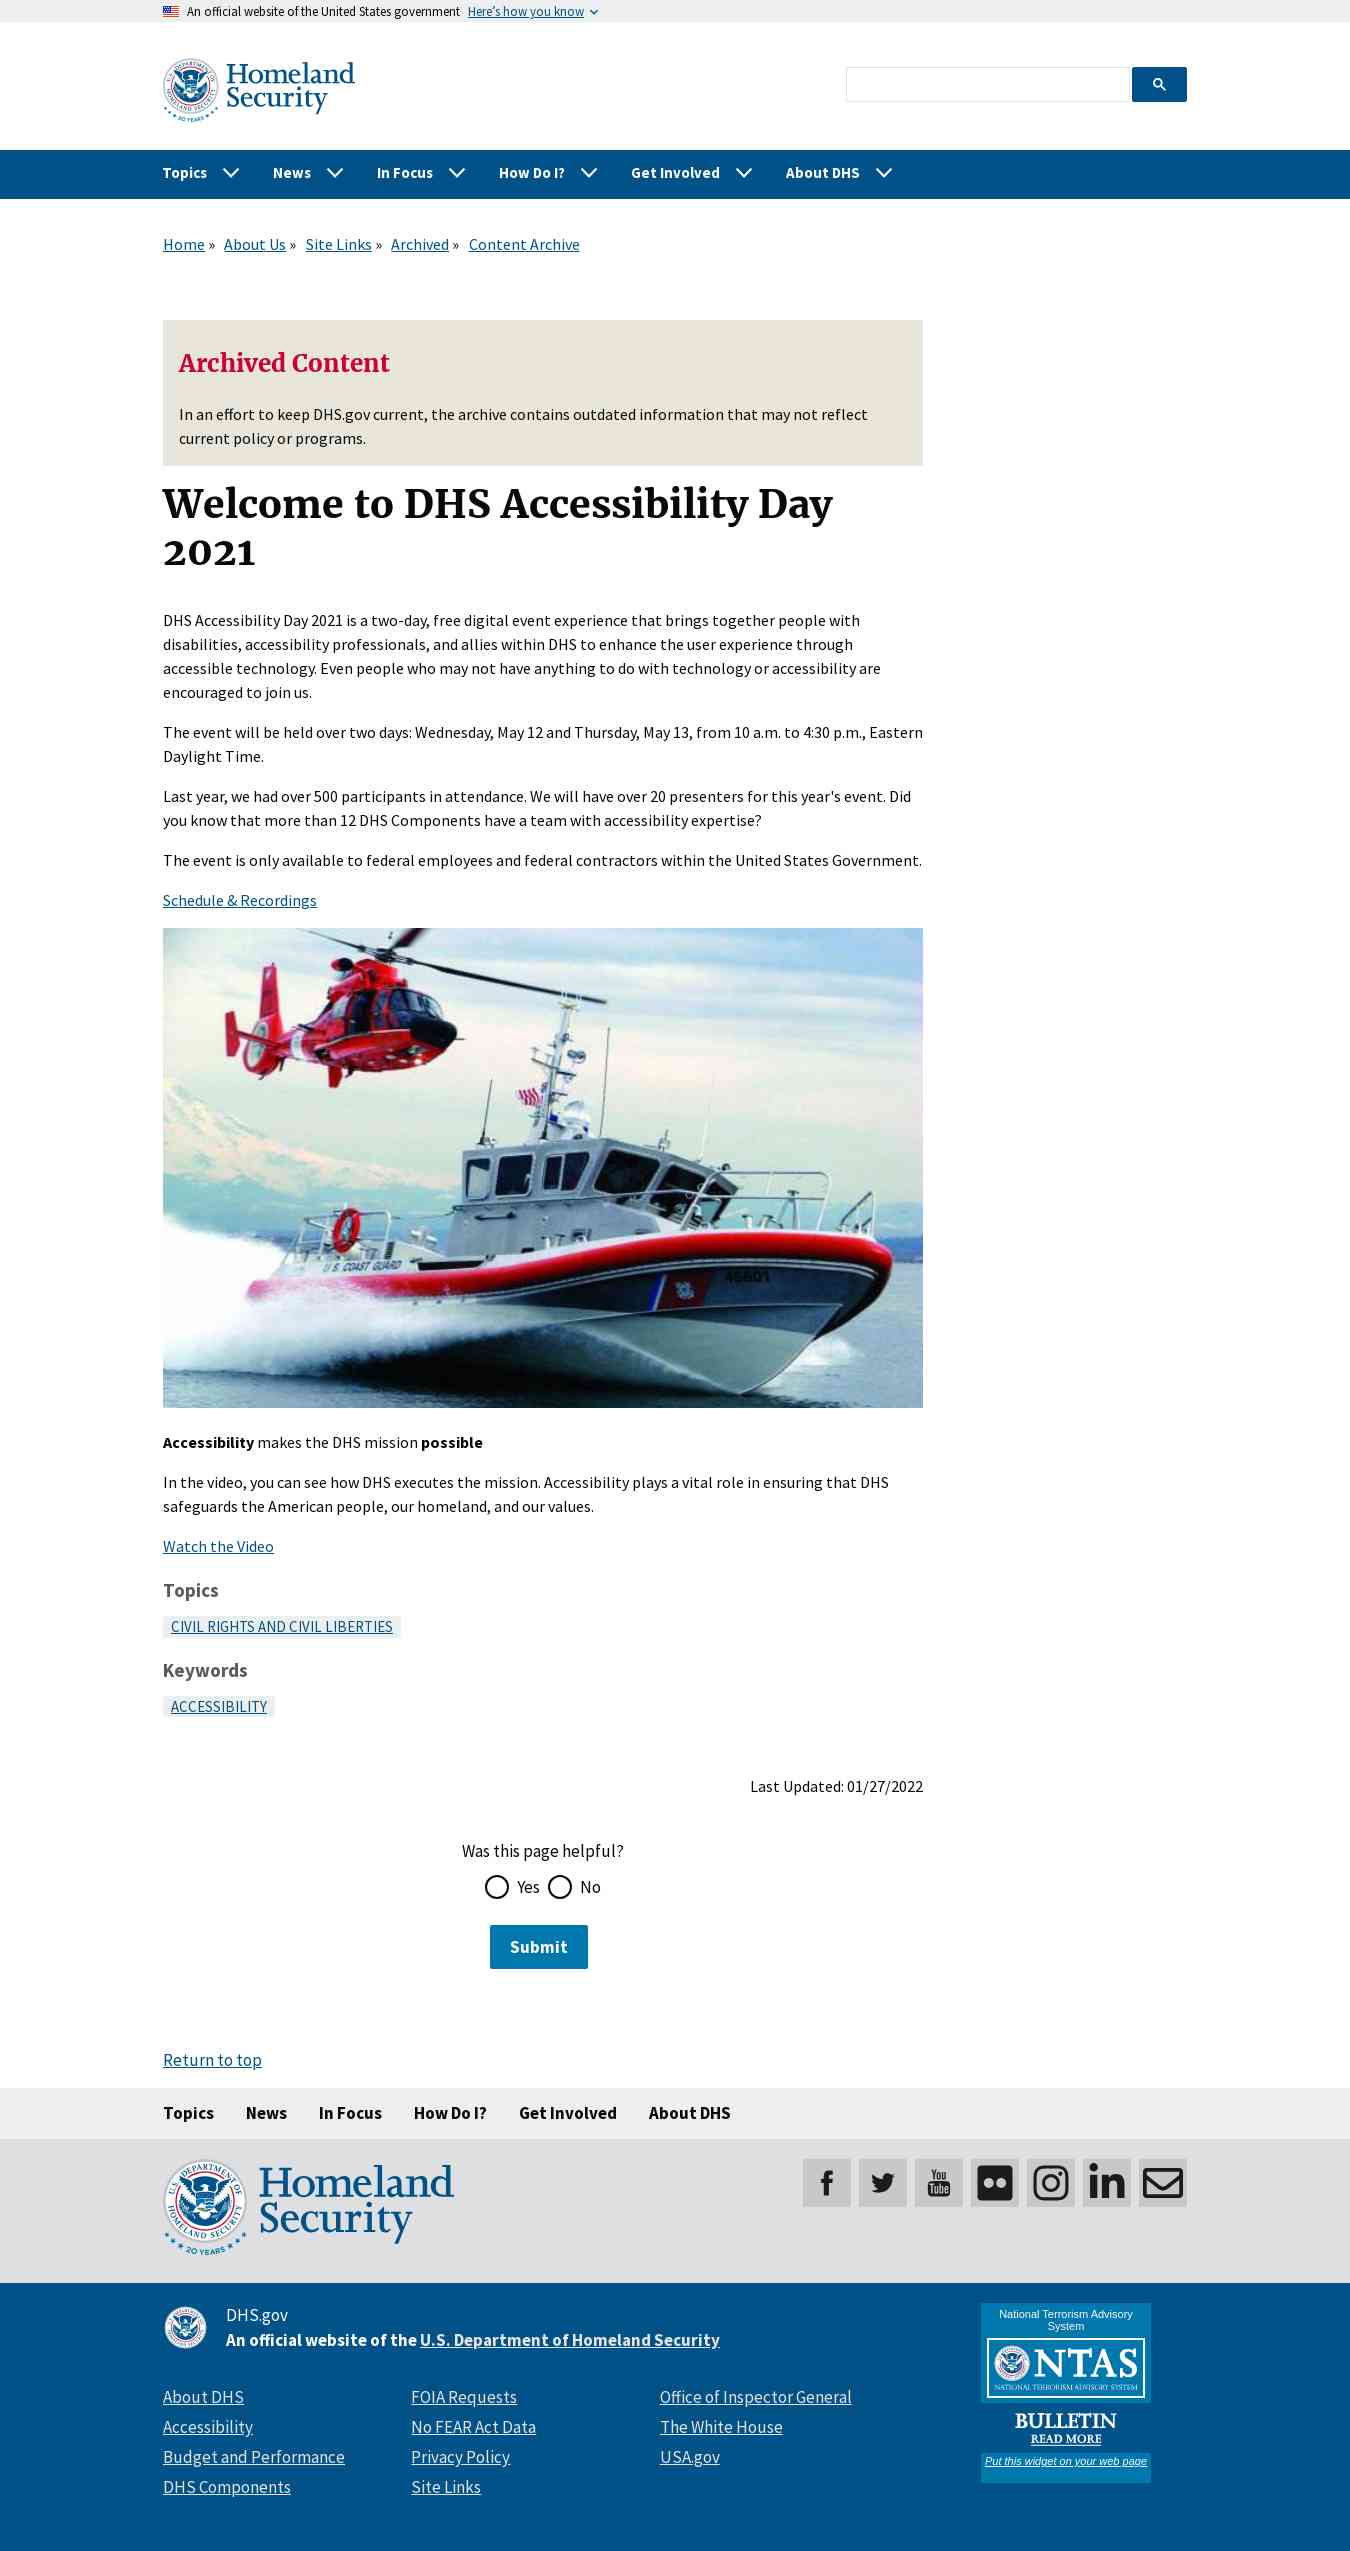 An official website of the United States government Here's how you know
Homeland
Security
20 YEARS
Topics News In Focus How Do I? Get Involved About DHS
Home » About Us » Site Links » Archived » Content Archive
Archived Content
In an effort to keep DHS.gov current, the archive contains outdated information that may not reflect
current policy or programs.
Welcome to DHS Accessibility Day
2021
DHS Accessibility Day 2021 is a two-day, free digital event experience that brings together people with
disabilities, accessibility professionals, and allies within DHS to enhance the user experience through
accessible technology. Even people who may not have anything to do with technology or accessibility are
encouraged to join us.
The event will be held over two days: Wednesday, May 12 and Thursday, May 13, from 10 a.m. to 4:30 p.m., Eastern
Daylight Time.
Last year, we had over 500 participants in attendance. We will have over 20 presenters for this year's event. Did
you know that more than 12 DHS Components have a team with accessibility expertise?
The event is only available to federal employees and federal contractors within the United States Government.
Schedule & Recordings
U.S. COAST GUARD
45601
Accessibility makes the DHS mission possible
In the video, you can see how DHS executes the mission. Accessibility plays a vital role in ensuring that DHS
safeguards the American people, our homeland, and our values.
Watch the Video
Topics
CIVIL RIGHTS AND CIVIL LIBERTIES
Keywords
ACCESSIBILITY
Last Updated: 01/27/2022
Was this page helpful?
Yes No
Submit
Return to top
Topics News In Focus How Do I? Get Involved About DHS
U.S. DEPARTMENT OF HOMELAND SECURITY
20 YEARS
Homeland
Security
You
Tube
in
DHS.gov
An official website of the U.S. Department of Homeland Security
About DHS
Accessibility
Budget and Performance
DHS Components
FOIA Requests
No FEAR Act Data
Privacy Policy
Site Links
Office of Inspector General
The White House
USA.gov
National Terrorism Advisory
System
NTAS
NATIONAL TERRORISM ADVISORY SYSTEM
BULLETIN
READ MORE
Put this widget on your web page